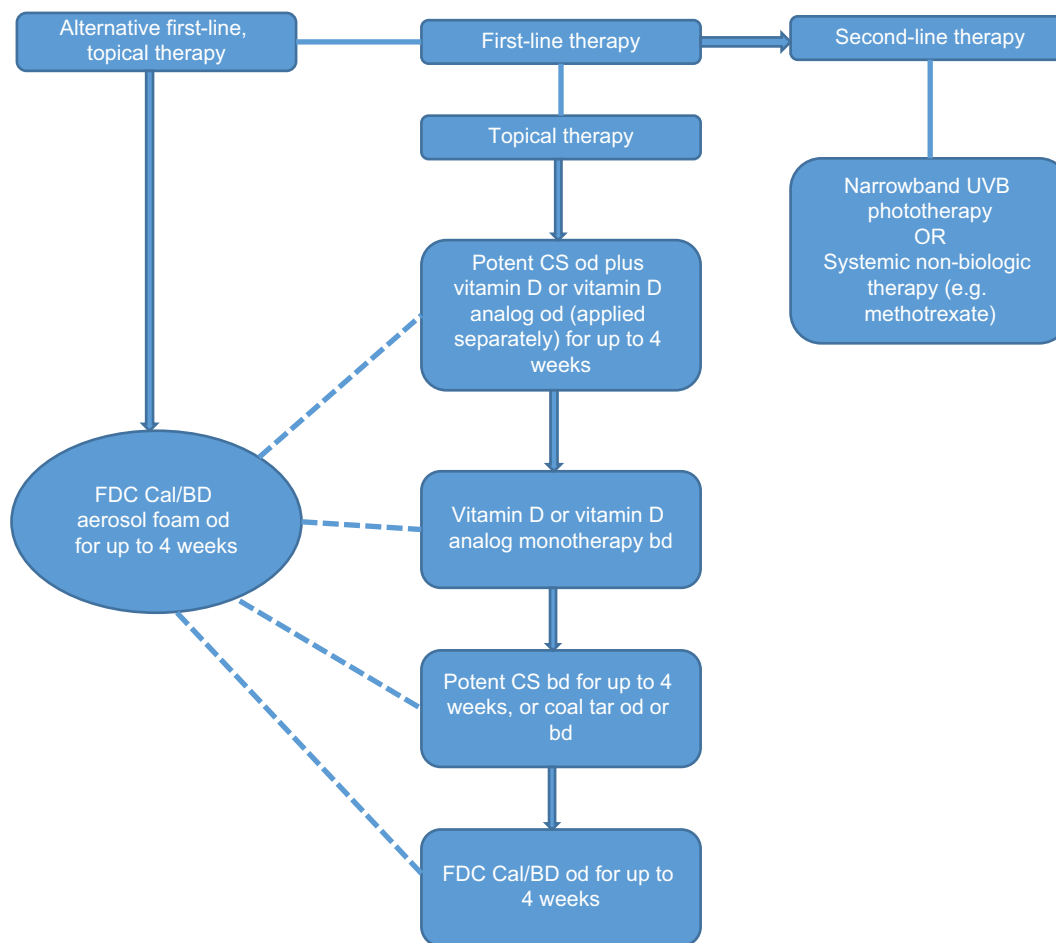 Alternative first-line,
topical therapy
First-line therapy
Second-line therapy
Topical therapy
Narrowband UVB
phototherapy
OR
Systemic non-biologic
therapy (e.g.
methotrexate)
Potent CS od plus
vitamin D or vitamin D
analog od (applied
separately) for up to 4
weeks
FDC Cal/BD
aerosol foam od
for up to 4 weeks
Vitamin D or vitamin D
analog monotherapy bd
Potent CS bd for up to 4
weeks, or coal tar od or
bd
FDC Cal/BD od for up to
4 weeks